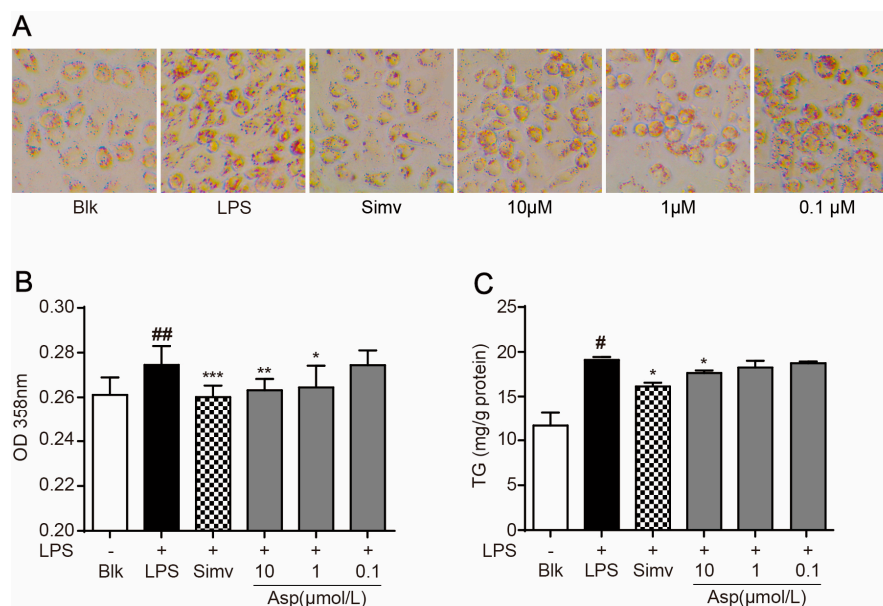 A
Blk LPS Simv 10μM 1μM 0.1 μM
B
OD 358nm
0.30
0.28
0.26
0.24
0.22
0.20
##
***
**
*
LPS - + + + + +
Blk LPS Simv 10 1 0.1
Asp(μmol/L)
C
TG (mg/g protein)
25
20
15
10
5
0
#
*
*
LPS - + + + + +
Blk LPS Simv 10 1 0.1
Asp(μmol/L)